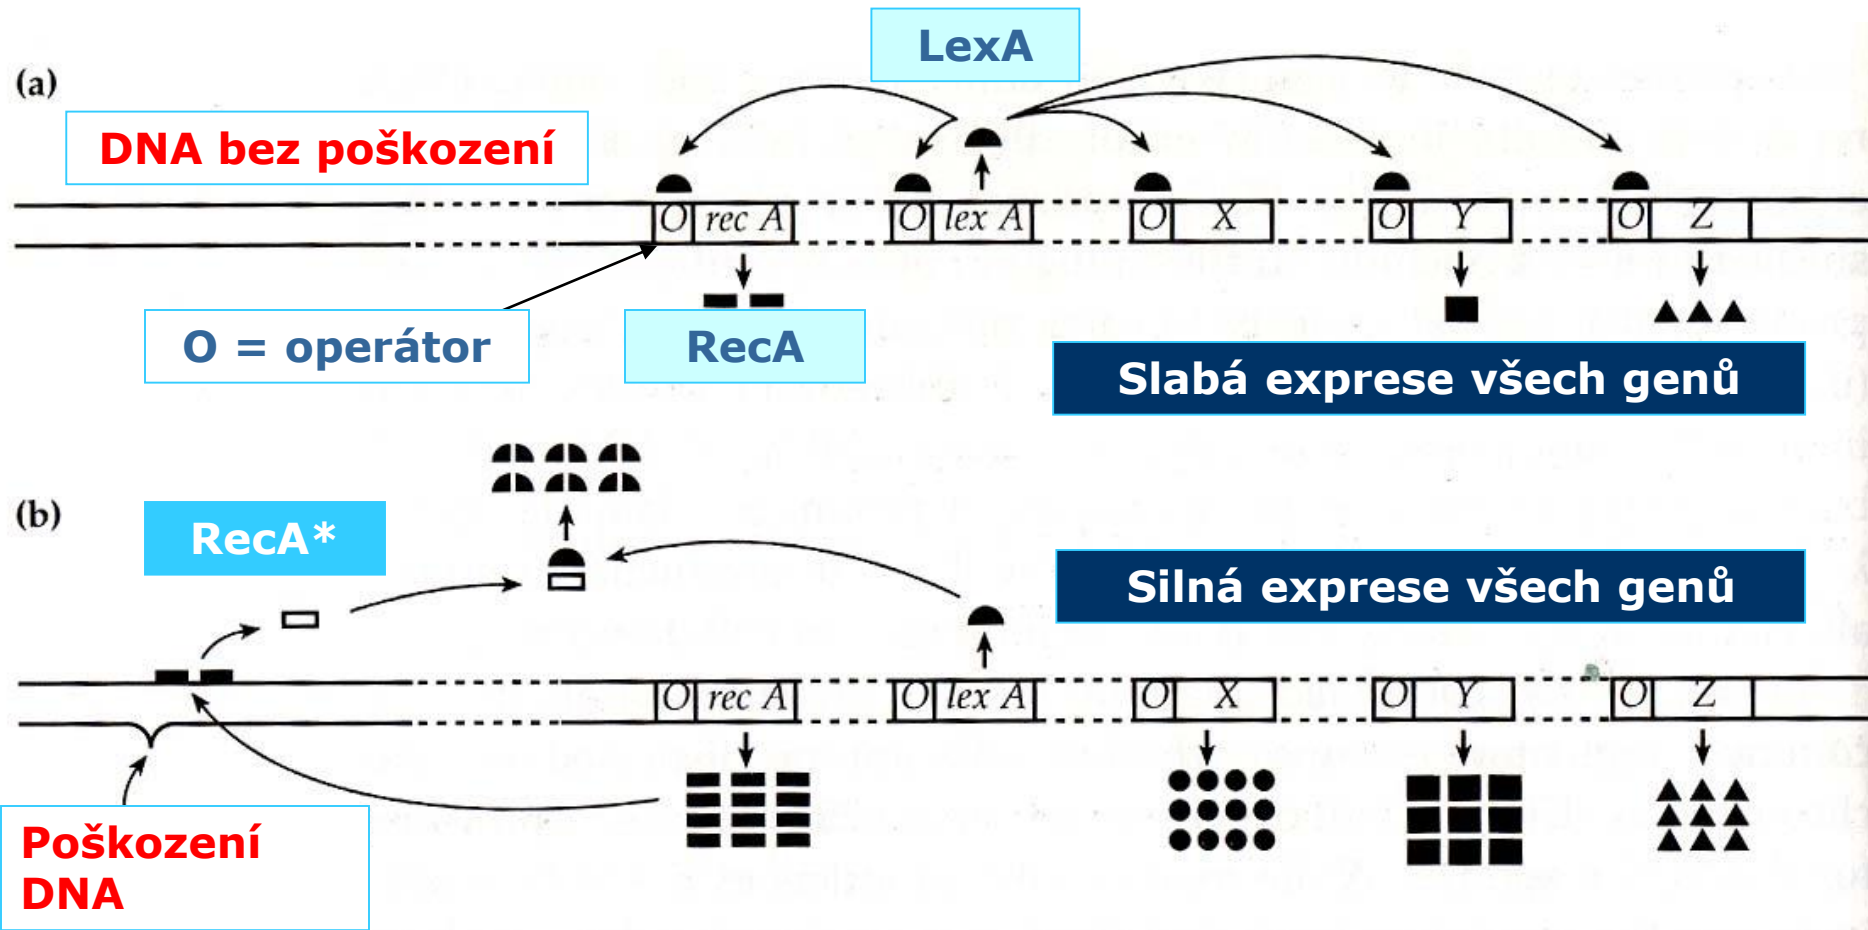 LexA
(a)
DNA bez poškození
O rec A O lex A O X O Y O Z
O = operátor
RecA
Slabá exprese všech genů
(b)
RecA*
Silná exprese všech genů
O rec A O lex A O X O Y O Z
Poškození
DNA